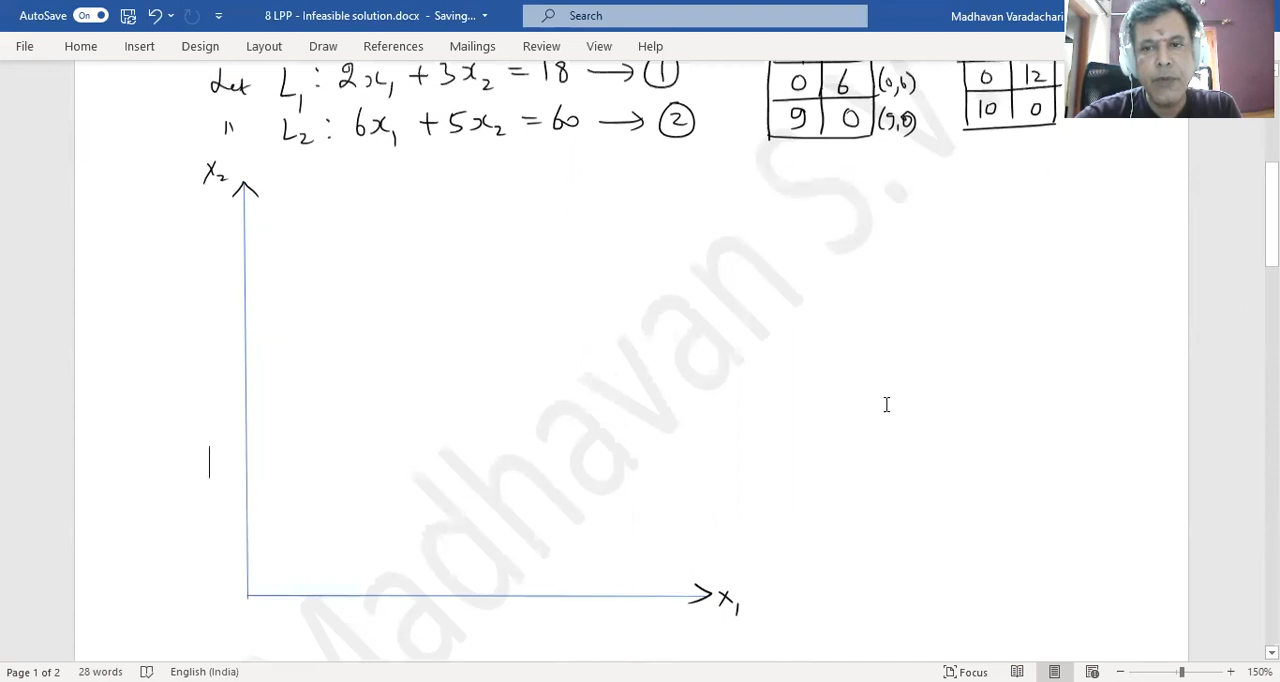 AutoSave On 8 LPP - Infeasible solution.docx - Saving... Search Madhavan Varadachari
File Home Insert Design Layout Draw References Mailings Review View Help
Let L₁ : 2x₁ + 3x₂ = 18 → ①
0 6 (0,6)
0 12
" L₂ : 6x₁ + 5x₂ = 60 → ②
9 0 (9,0)
10 0
x₂
x₁
Madhavan S.V
Page 1 of 2 28 words English (India) Focus 150%